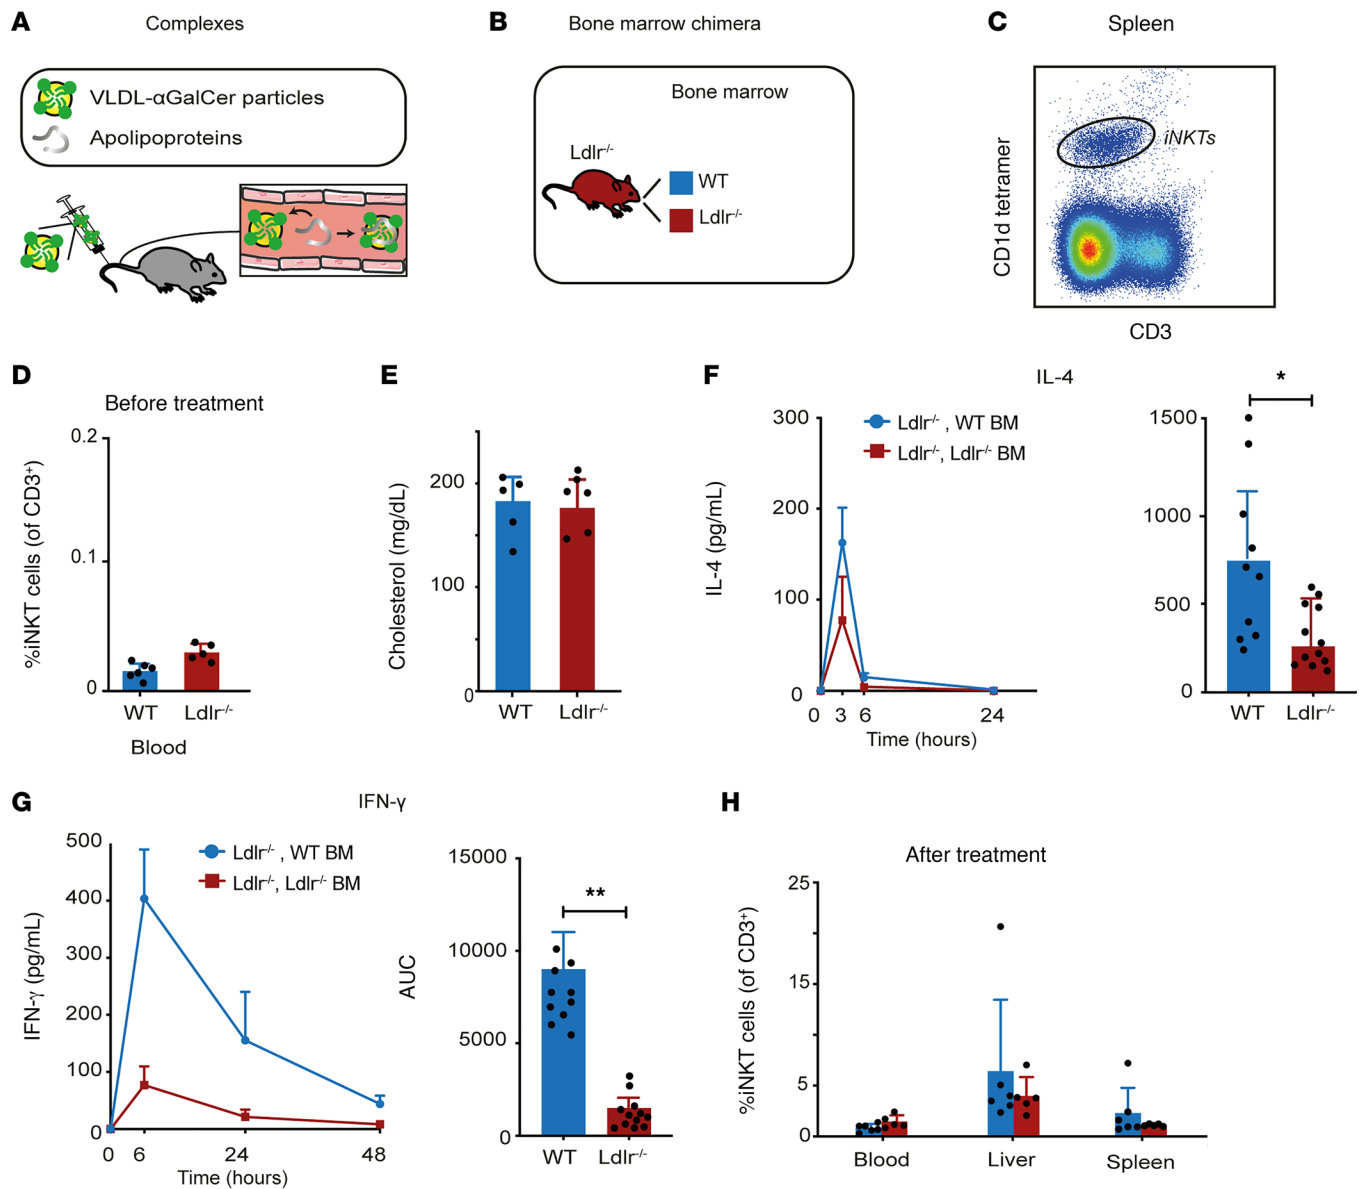 A
Complexes
VLDL-αGalCer particles
Apolipoproteins
B
Bone marrow chimera
Bone marrow
Ldlr-/-
WT
Ldlr-/-
C
Spleen
iNKTs
CD1d tetramer
CD3
D
Before treatment
%iNKT cells (of CD3+)
0.2
0.1
0
WT
Ldlr-/-
Blood
E
Cholesterol (mg/dL)
200
100
0
WT
Ldlr-/-
F
IL-4
Ldlr-/- , WT BM
Ldlr-/-, Ldlr-/- BM
IL-4 (pg/mL)
300
200
100
0
0 3 6 24
Time (hours)
*
1500
1000
500
0
WT
Ldlr-/-
G
IFN-γ
Ldlr-/- , WT BM
Ldlr-/-, Ldlr-/- BM
IFN-γ (pg/mL)
500
400
300
200
100
0
0 6 24 48
Time (hours)
AUC
**
15000
10000
5000
0
WT
Ldlr-/-
H
After treatment
%iNKT cells (of CD3+)
25
15
5
0
Blood
Liver
Spleen